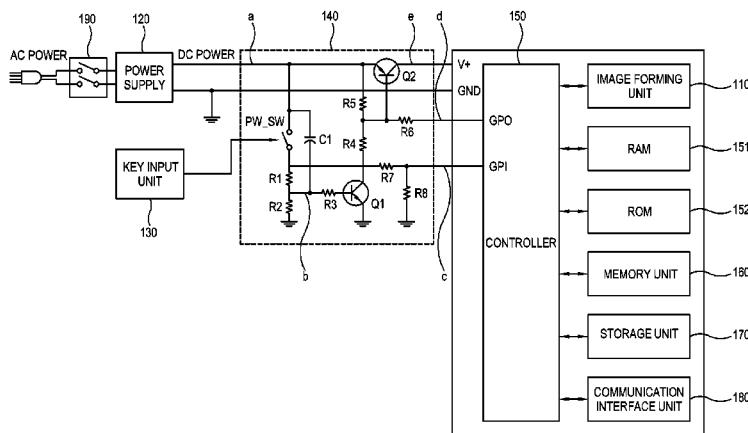 190 120 a 140 e d 150
AC POWER
DC POWER
POWER
SUPPLY
Q2
V+
GND
IMAGE FORMING
UNIT
110
R5
PW_SW
C1
R6
GPO
R4
RAM
151
KEY INPUT
UNIT
130
R1
R7
GPI
R2
R3
Q1
R8
ROM
152
CONTROLLER
b
c
MEMORY UNIT
160
STORAGE UNIT
170
COMMUNICATION
INTERFACE UNIT
180